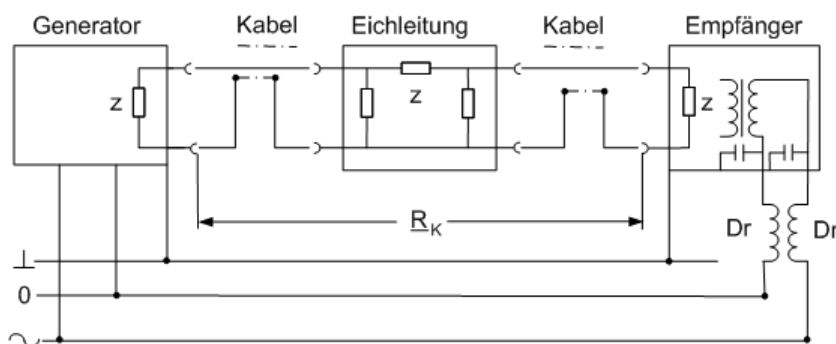 Generator Kabel Eichleitung Kabel Empfänger
z z z
R_K
Dr Dr
0